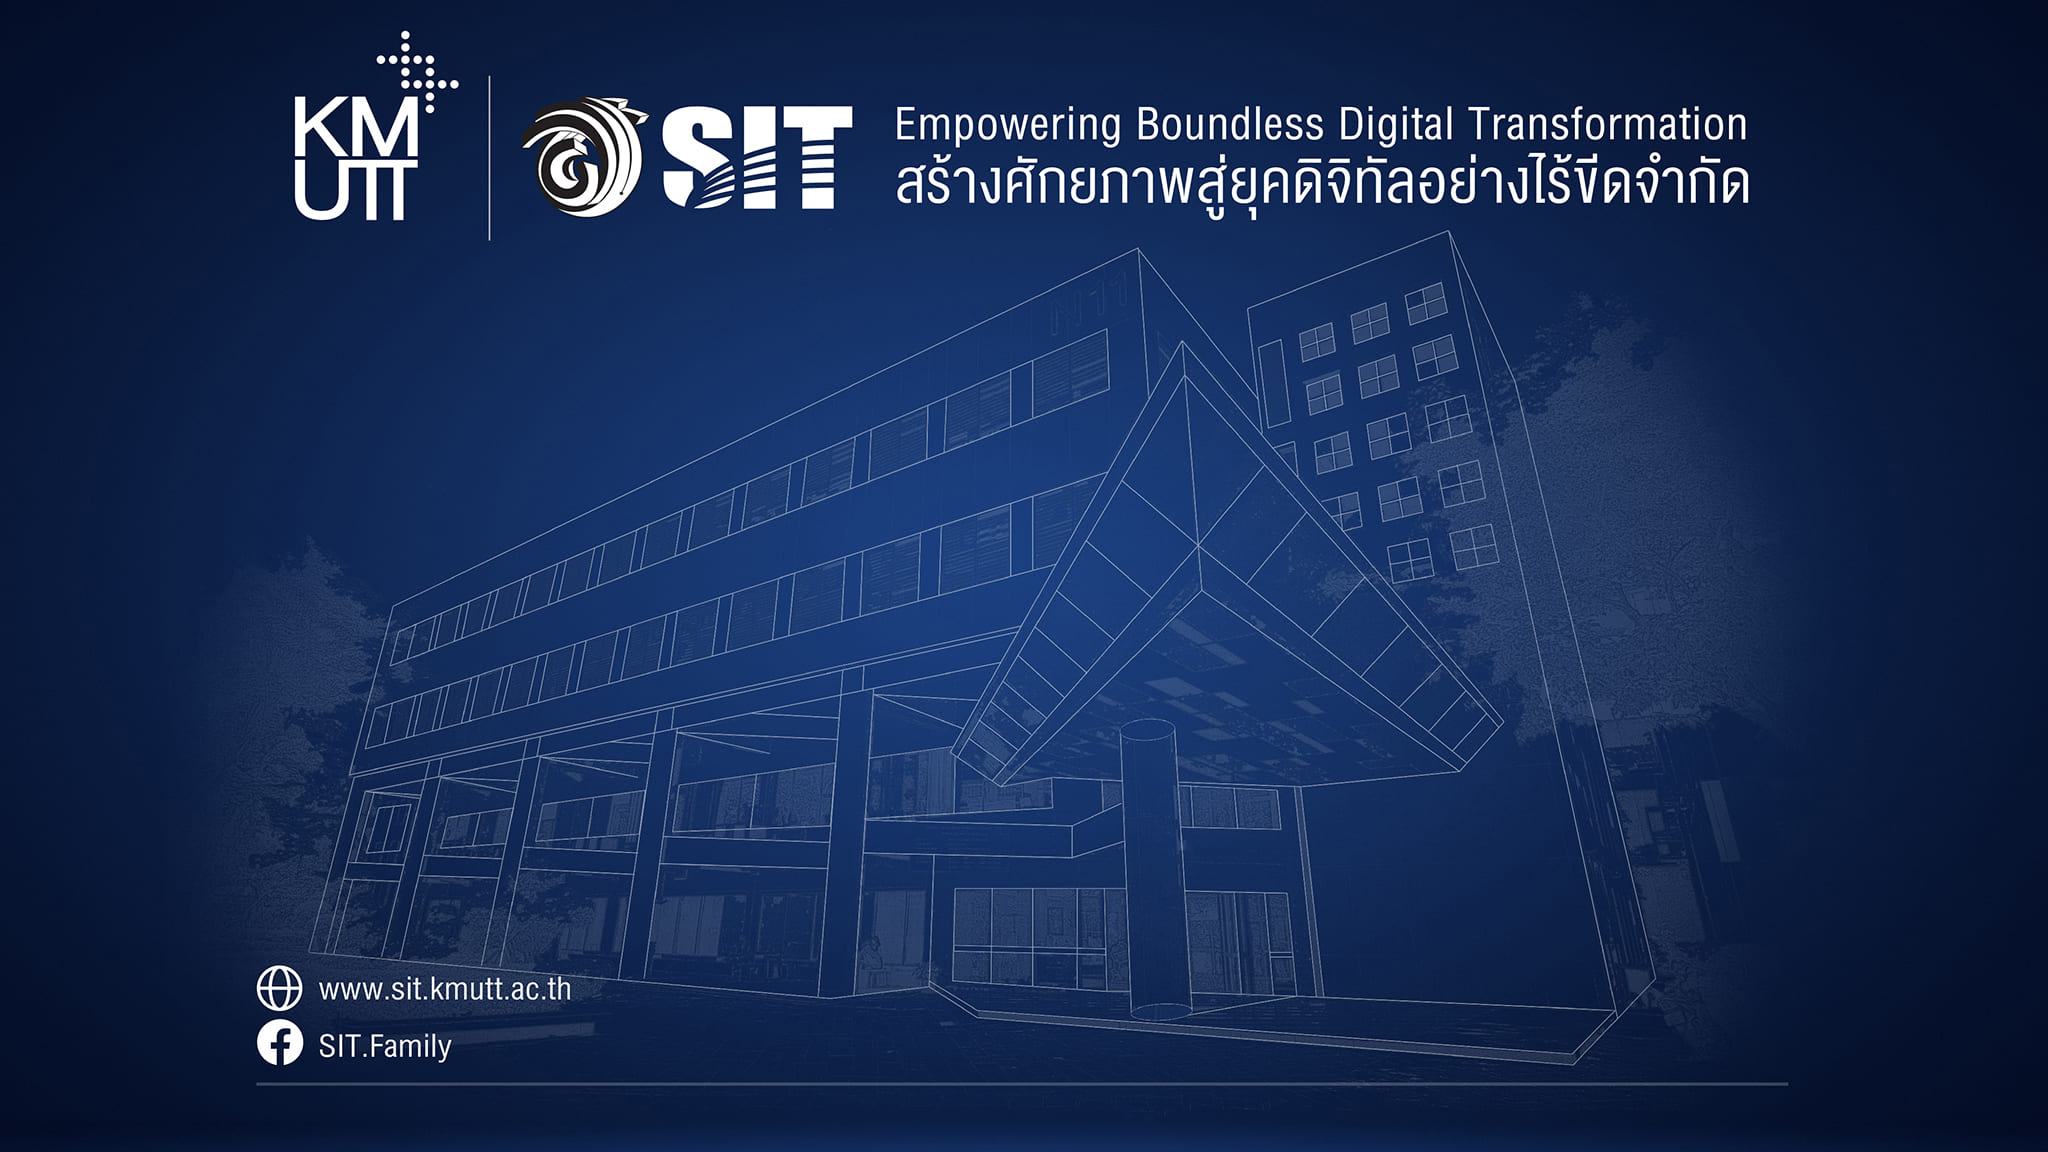 KM
UTT
SIT
Empowering Boundless Digital Transformation
สร้างศักยภาพสู่ยุคดิจิทัลอย่างไร้ขีดจำกัด
N11
www.sit.kmutt.ac.th
SIT.Family